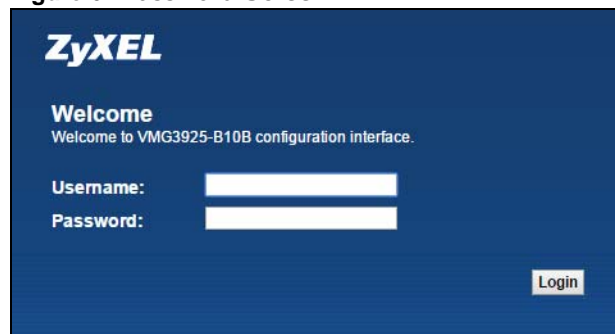 ZyXEL
Welcome
Welcome to VMG3925-B10B configuration interface.
Username:
Password:
Login